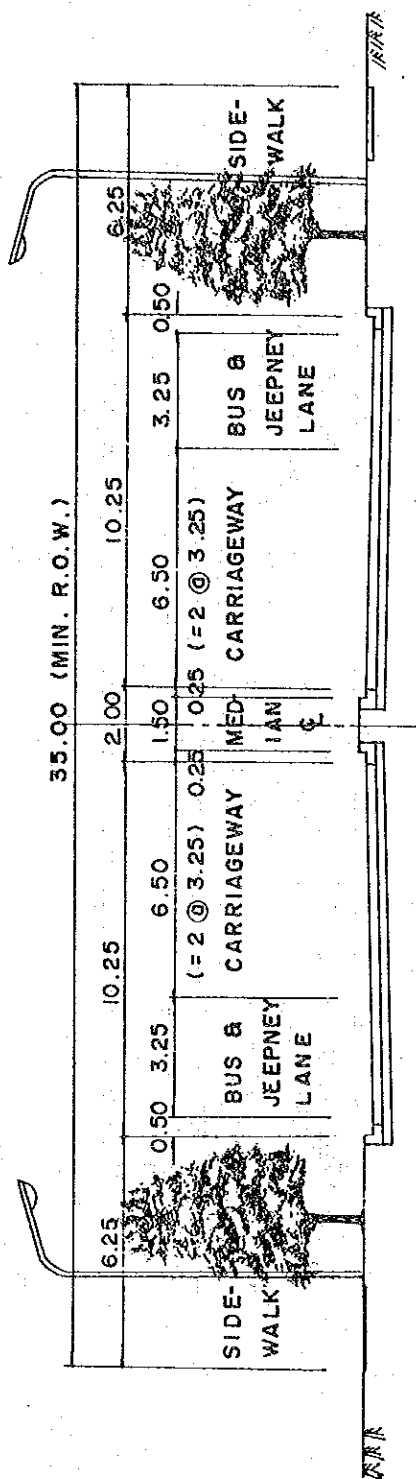 35.00 (MIN. R.O.W.)
6.25 10.25 2.00 10.25 6.25
0.50 3.25 6.50 1.50 6.50 3.25 0.50
(=2 @ 3.25) 0.25 0.25 (=2 @ 3.25)
SIDE- BUS & CARRIAGEWAY MED- CARRIAGEWAY BUS & SIDE-
WALK JEEPNEY IAN JEEPNEY WALK
LANE ℄ LANE